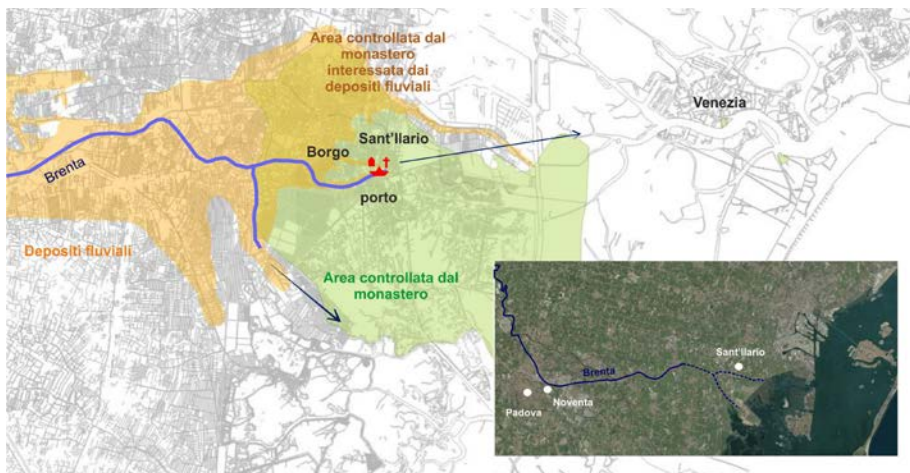 Area controllata dal
monastero
interessata dai
depositi fluviali
Venezia
Sant'Ilario
Borgo
Brenta
porto
Depositi fluviali
Area controllata dal
monastero
Sant'Ilario
Brenta
Noventa
Padova